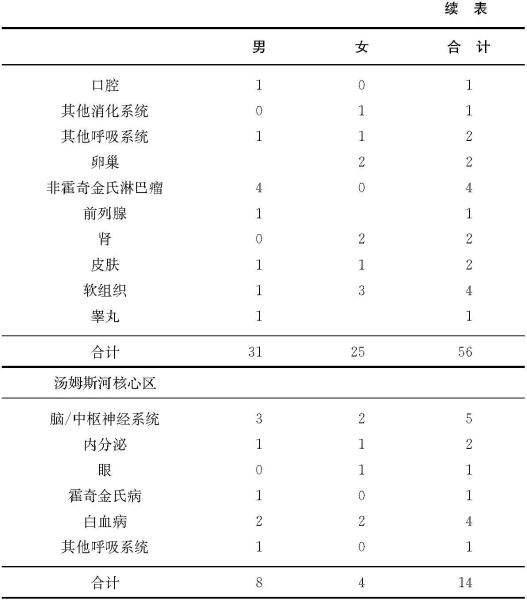 续 表
男 女 合 计
口腔 1 0 1
其他消化系统 0 1 1
其他呼吸系统 1 1 2
卵巢 2 2
非霍奇金氏淋巴瘤 4 0 4
前列腺 1 1
肾 0 2 2
皮肤 1 1 2
软组织 1 3 4
睾丸 1 1
合计 31 25 56
汤姆斯河核心区
脑/中枢神经系统 3 2 5
内分泌 1 1 2
眼 0 1 1
霍奇金氏病 1 0 1
白血病 2 2 4
其他呼吸系统 1 0 1
合计 8 4 14